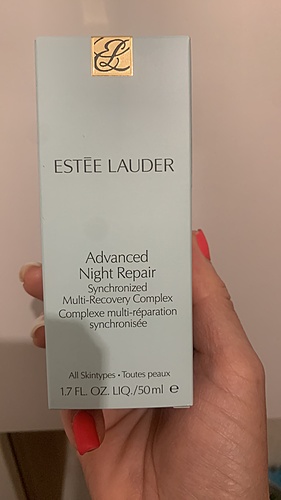 EL
ESTĒE LAUDER
Advanced
Night Repair
Synchronized
Multi-Recovery Complex
Complexe multi-réparation
synchronisée
All Skintypes • Toutes peaux
1.7 FL. OZ. LIQ./50 ml ℮